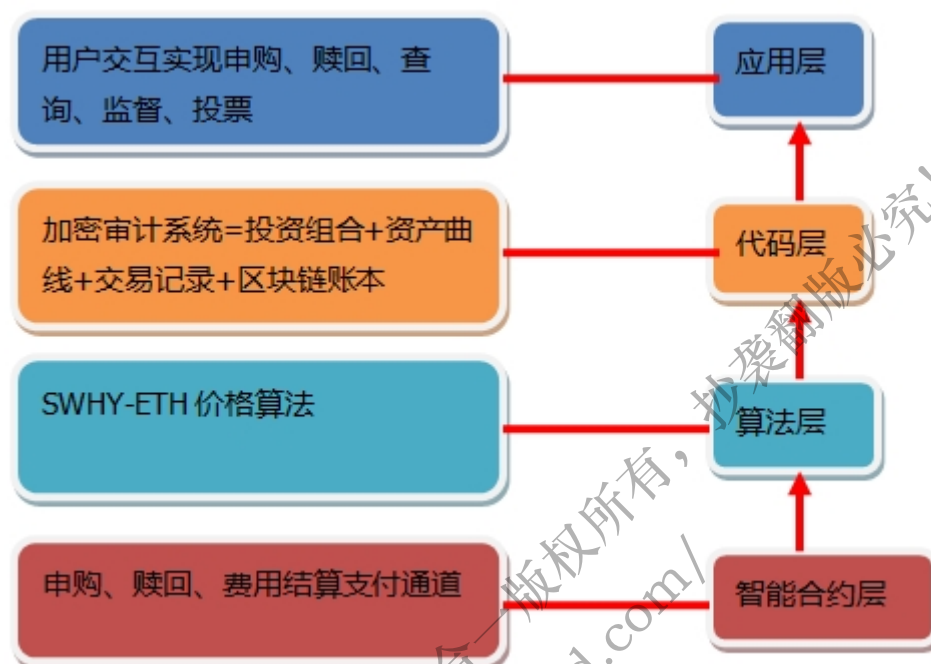 用户交互实现申购、赎回、查
询、监督、投票
应用层
加密审计系统=投资组合+资产曲
线+交易记录+区块链账本
代码层
SWHY-ETH 价格算法
算法层
申购、赎回、费用结算支付通道
智能合约层
版权所有，抄袭翻版必究！
d.com/